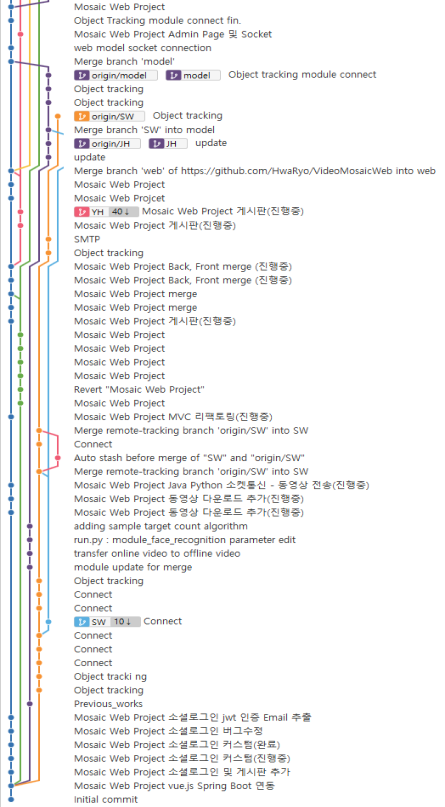 Mosaic Web Project
Object Tracking module connect fin.
Mosaic Web Project Admin Page 및 Socket
web model socket connection
Merge branch 'model'
origin/model model Object tracking module connect
Object tracking
Object tracking
origin/SW Object tracking
Merge branch 'SW' into model
origin/JH JH update
update
Merge branch 'web' of https://github.com/HwaRyo/VideoMosaicWeb into web
Mosaic Web Project
Mosaic Web Projcet
YH 40↓ Mosaic Web Project 게시판(진행중)
Mosaic Web Project 게시판(진행중)
SMTP
Object tracking
Mosaic Web Project Back, Front merge (진행중)
Mosaic Web Project Back, Front merge (진행중)
Mosaic Web Project merge
Mosaic Web Project merge
Mosaic Web Project 게시판(진행중)
Mosaic Web Project
Mosaic Web Project
Mosaic Web Project
Mosaic Web Project
Revert "Mosaic Web Project"
Mosaic Web Project
Mosaic Web Project MVC 리팩토링(진행중)
Merge remote-tracking branch 'origin/SW' into SW
Connect
Auto stash before merge of "SW" and "origin/SW"
Merge remote-tracking branch 'origin/SW' into SW
Mosaic Web Project Java Python 소켓통신 - 동영상 전송(진행중)
Mosaic Web Project 동영상 다운로드 추가(진행중)
Mosaic Web Project 동영상 다운로드 추가(진행중)
adding sample target count algorithm
run.py : module_face_recognition parameter edit
transfer online video to offline video
module update for merge
Object tracking
Connect
Connect
SW 10↓ Connect
Connect
Connect
Connect
Object tracki ng
Object tracking
Previous_works
Mosaic Web Project 소셜로그인 jwt 인증 Email 추출
Mosaic Web Project 소셜로그인 버그수정
Mosaic Web Project 소셜로그인 커스텀(완료)
Mosaic Web Project 소셜로그인 커스텀(진행중)
Mosaic Web Project 소셜로그인 및 게시판 추가
Mosaic Web Project vue.js Spring Boot 연동
Initial commit